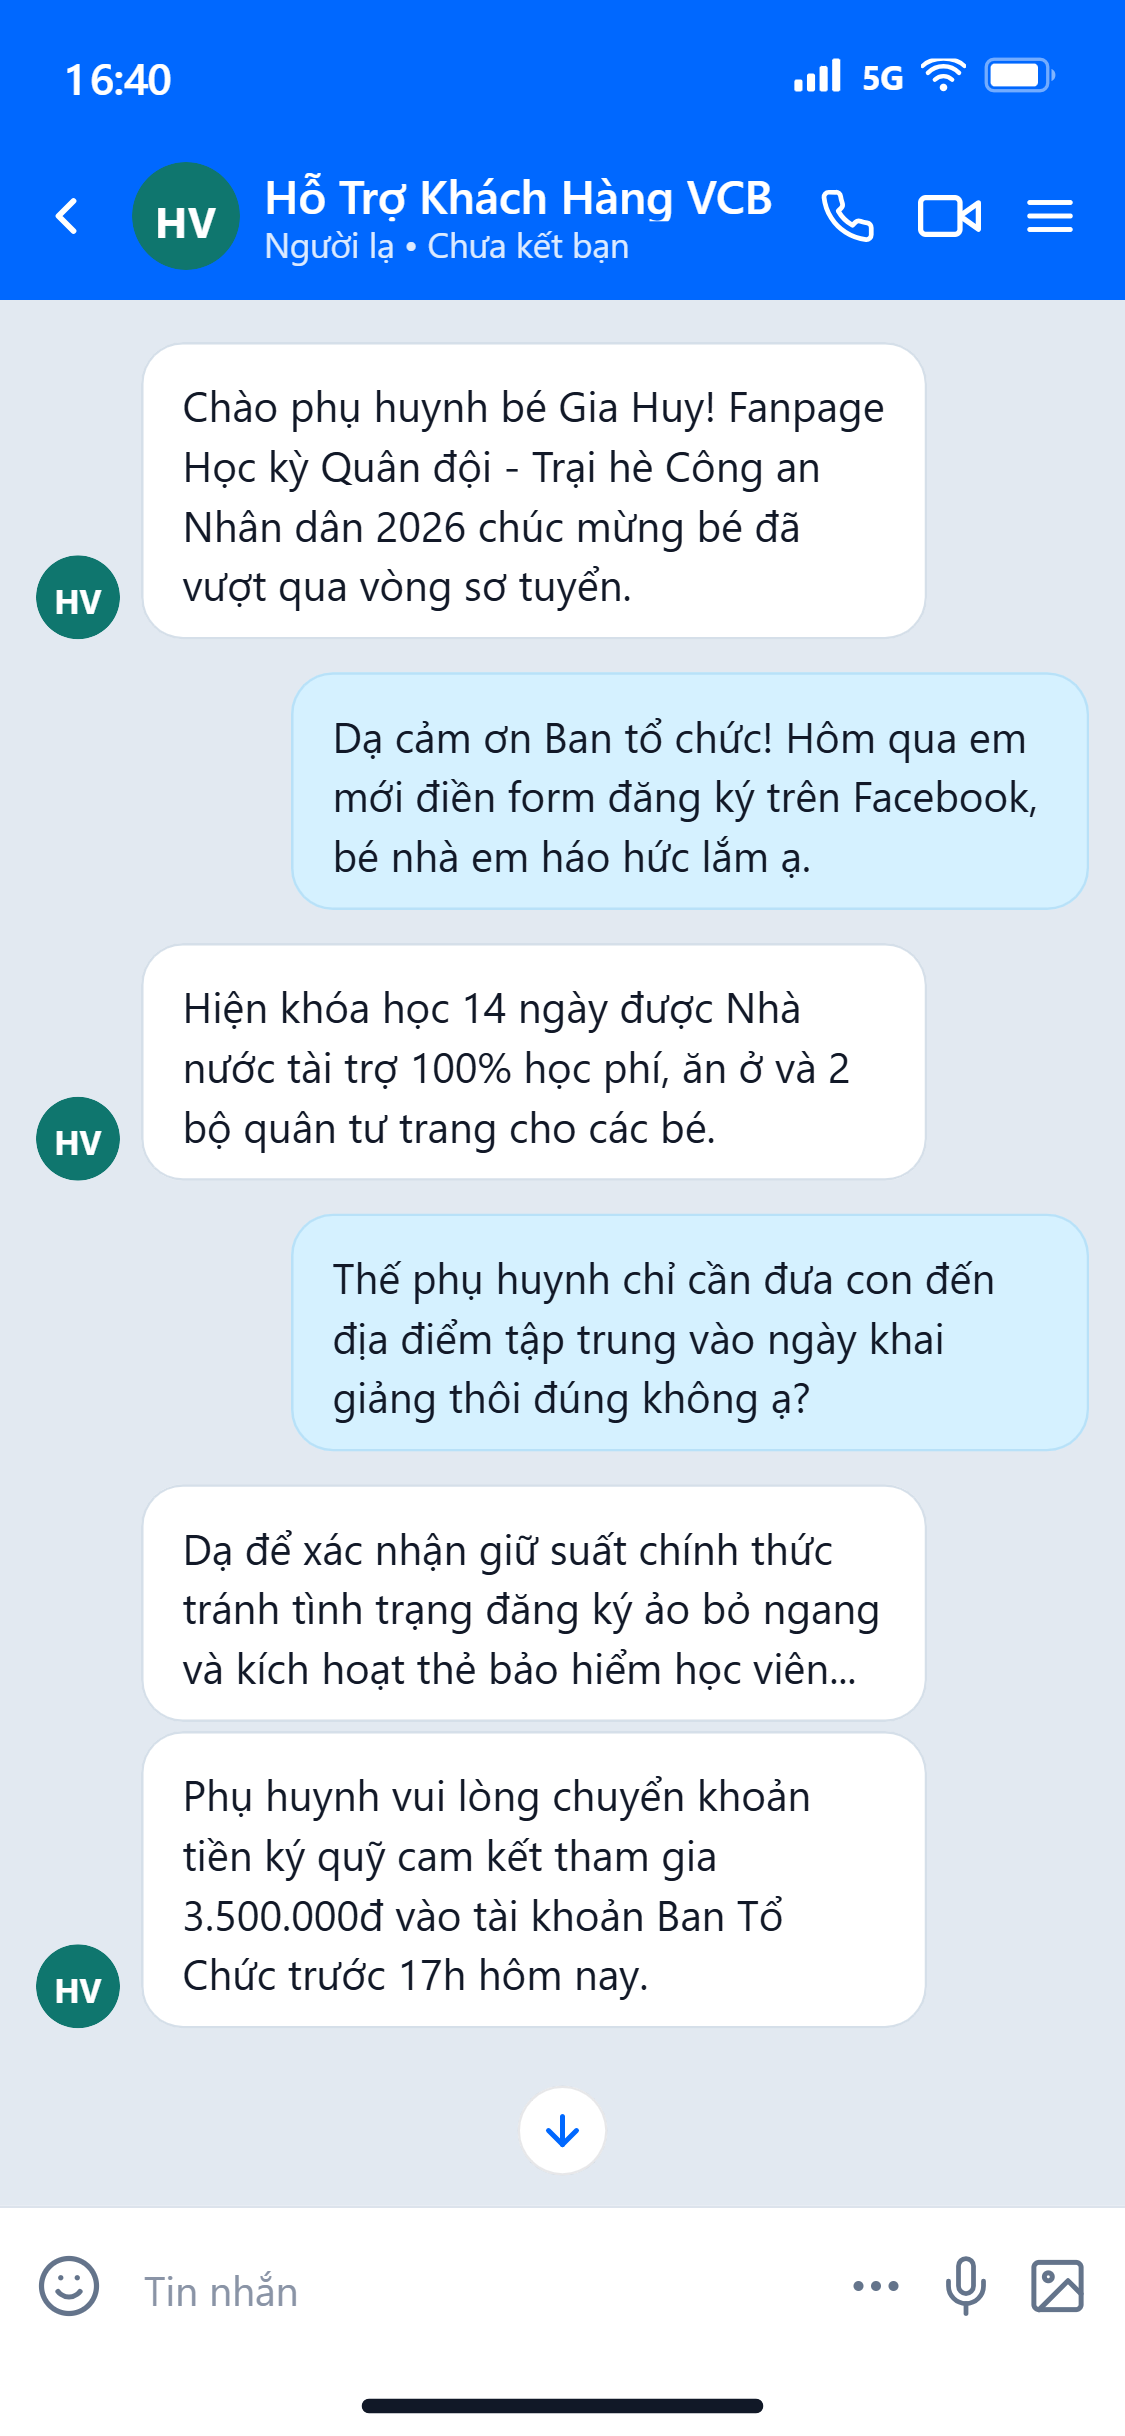 16:40
5G
HV
Hỗ Trợ Khách Hàng VCB
Người lạ • Chưa kết bạn
Chào phụ huynh bé Gia Huy! Fanpage
Học kỳ Quân đội - Trại hè Công an
Nhân dân 2026 chúc mừng bé đã
vượt qua vòng sơ tuyển.
HV
Dạ cảm ơn Ban tổ chức! Hôm qua em
mới điền form đăng ký trên Facebook,
bé nhà em háo hức lắm ạ.
Hiện khóa học 14 ngày được Nhà
nước tài trợ 100% học phí, ăn ở và 2
bộ quân tư trang cho các bé.
HV
Thế phụ huynh chỉ cần đưa con đến
địa điểm tập trung vào ngày khai
giảng thôi đúng không ạ?
Dạ để xác nhận giữ suất chính thức
tránh tình trạng đăng ký ảo bỏ ngang
và kích hoạt thẻ bảo hiểm học viên...
Phụ huynh vui lòng chuyển khoản
tiền ký quỹ cam kết tham gia
3.500.000đ vào tài khoản Ban Tổ
Chức trước 17h hôm nay.
HV
Tin nhắn